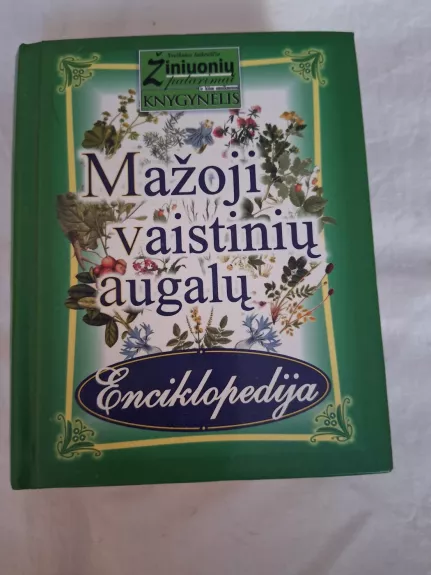 Žiniuonių
patarimai
KNYGYNĖLIS
Mažoji
vaistinių
augalų
Enciklopedija